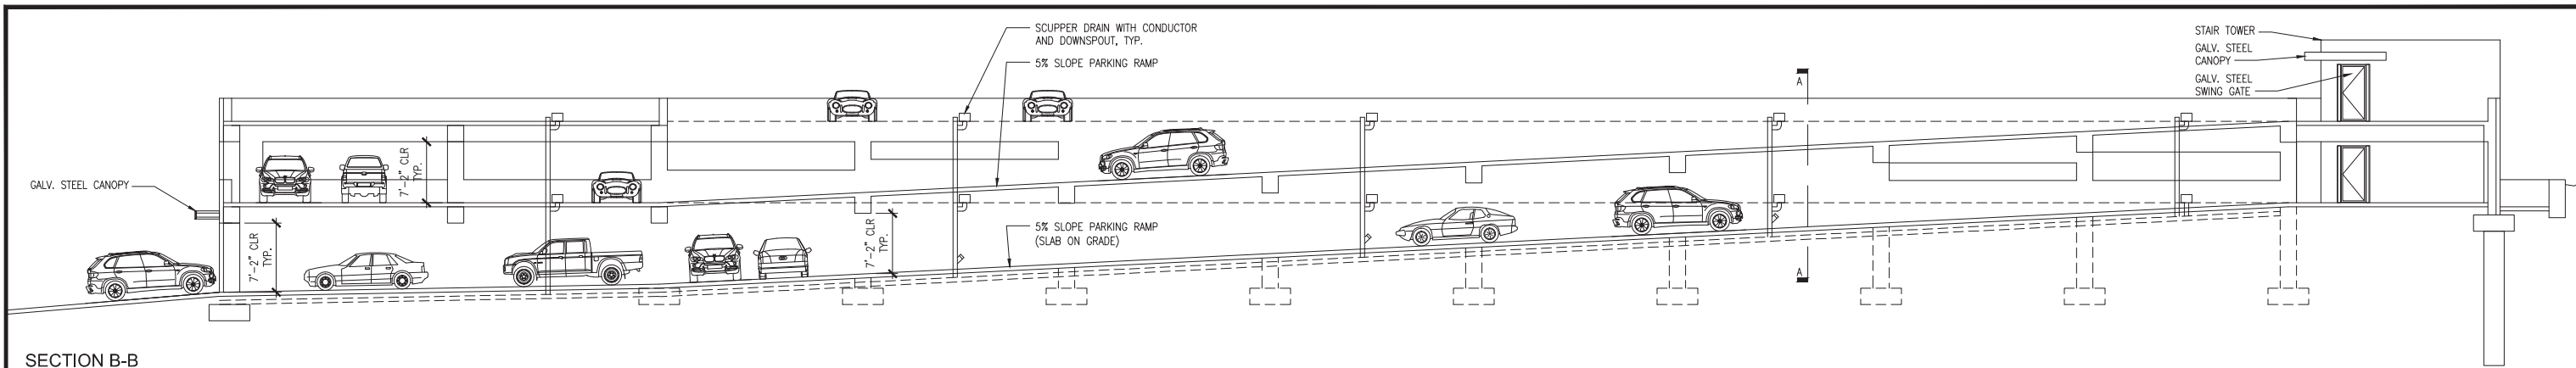 SCUPPER DRAIN WITH CONDUCTOR
AND DOWNSPOUT, TYP.
5% SLOPE PARKING RAMP
STAIR TOWER
GALV. STEEL
CANOPY
GALV. STEEL
SWING GATE
A
7'-2" CLR
TYP.
GALV. STEEL CANOPY
7'-2" CLR
TYP.
7'-2" CLR
TYP.
5% SLOPE PARKING RAMP
(SLAB ON GRADE)
A
SECTION B-B